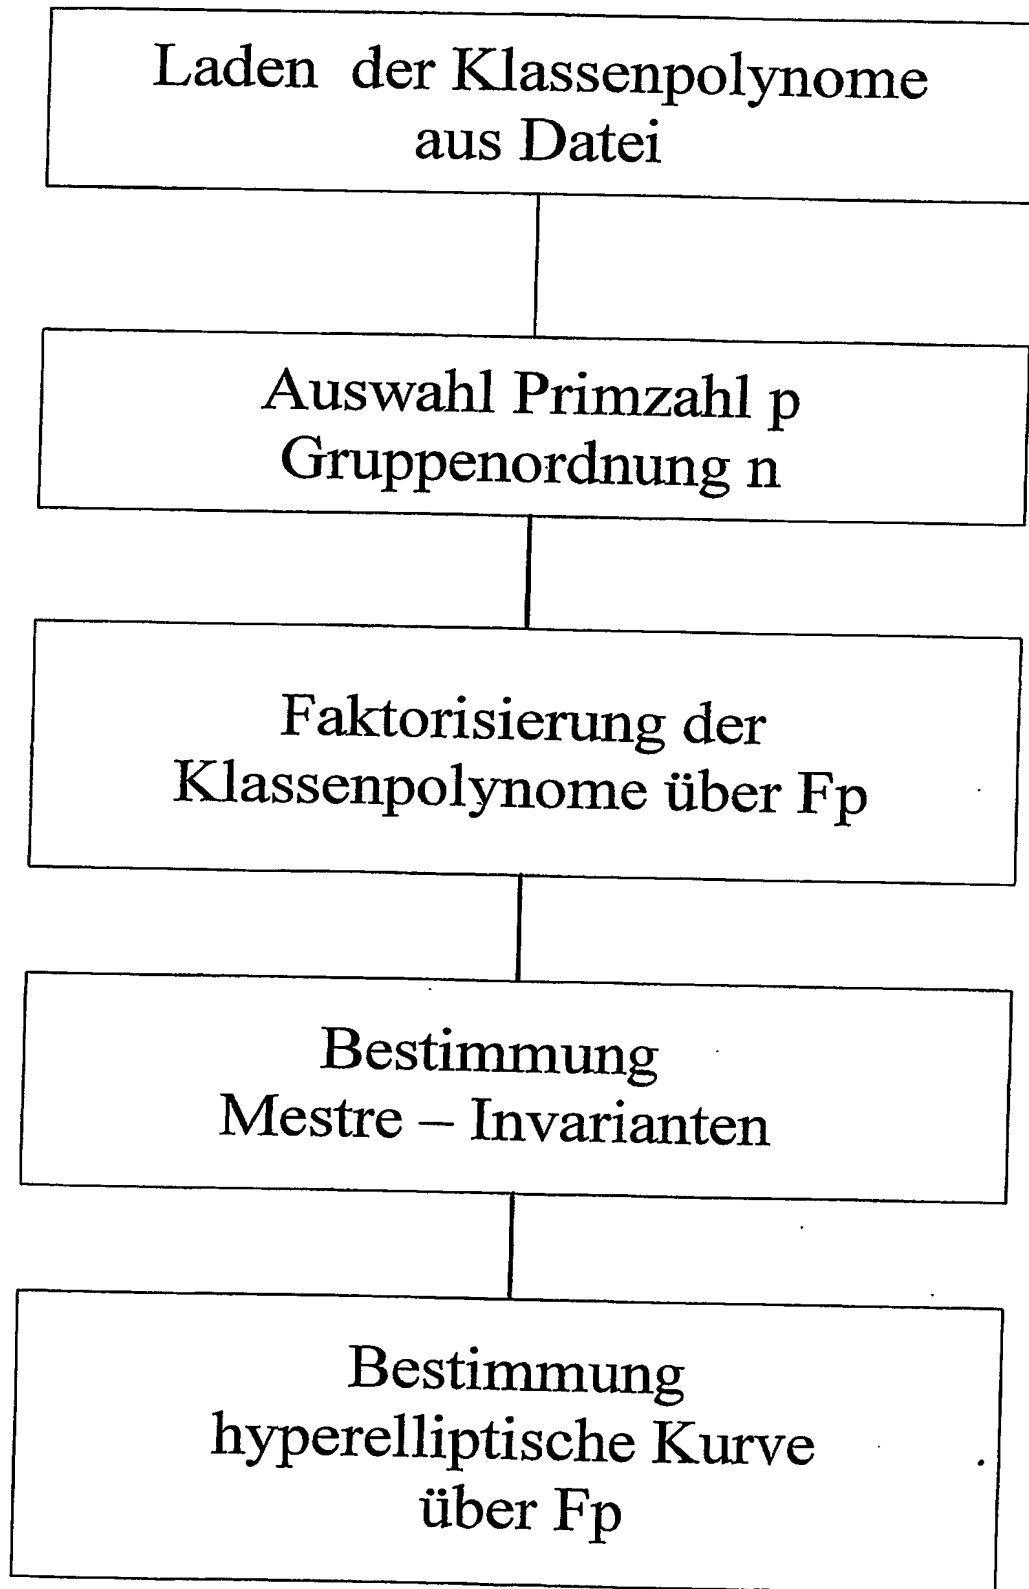 Laden der Klassenpolynome
aus Datei
Auswahl Primzahl p
Gruppenordnung n
Faktorisierung der
Klassenpolynome über Fp
Bestimmung
Mestre – Invarianten
Bestimmung
hyperelliptische Kurve
über Fp